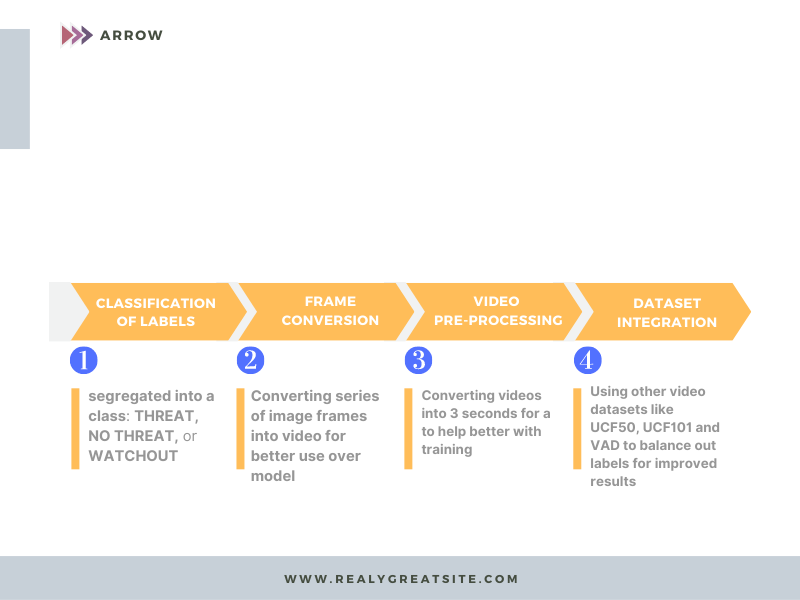 ARROW
CLASSIFICATION
OF LABELS
FRAME
CONVERSION
VIDEO
PRE-PROCESSING
DATASET
INTEGRATION
1
segregated into a
class: THREAT,
NO THREAT, or
WATCHOUT
2
Converting series
of image frames
into video for
better use over
model
3
Converting videos
into 3 seconds for a
to help better with
training
4
Using other video
datasets like
UCF50, UCF101 and
VAD to balance out
labels for improved
results
WWW.REALYGREATSITE.COM